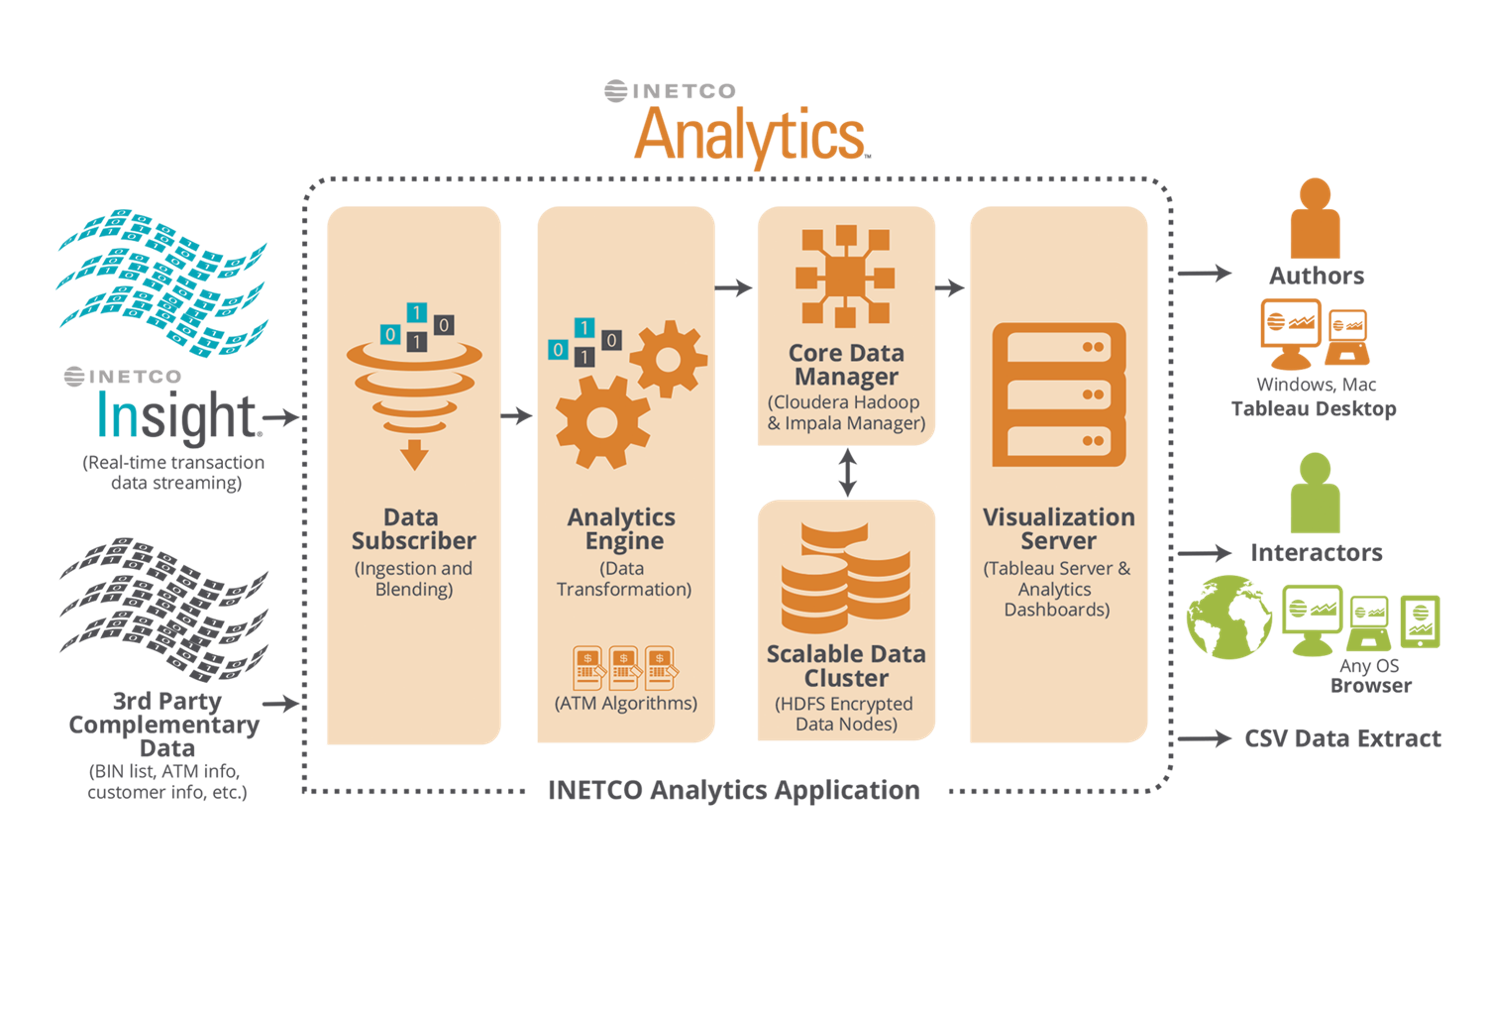 INETCO
Analytics™
INETCO
Insight®
(Real-time transaction
data streaming)
3rd Party
Complementary
Data
(BIN list, ATM info,
customer info, etc.)
1
0
0
1
Data
Subscriber
(Ingestion and
Blending)
1
0
0
1
Analytics
Engine
(Data
Transformation)
$ $ $
(ATM Algorithms)
Core Data
Manager
(Cloudera Hadoop
& Impala Manager)
Scalable Data
Cluster
(HDFS Encrypted
Data Nodes)
Visualization
Server
(Tableau Server &
Analytics
Dashboards)
INETCO Analytics Application
Authors
Windows, Mac
Tableau Desktop
Interactors
Any OS
Browser
CSV Data Extract